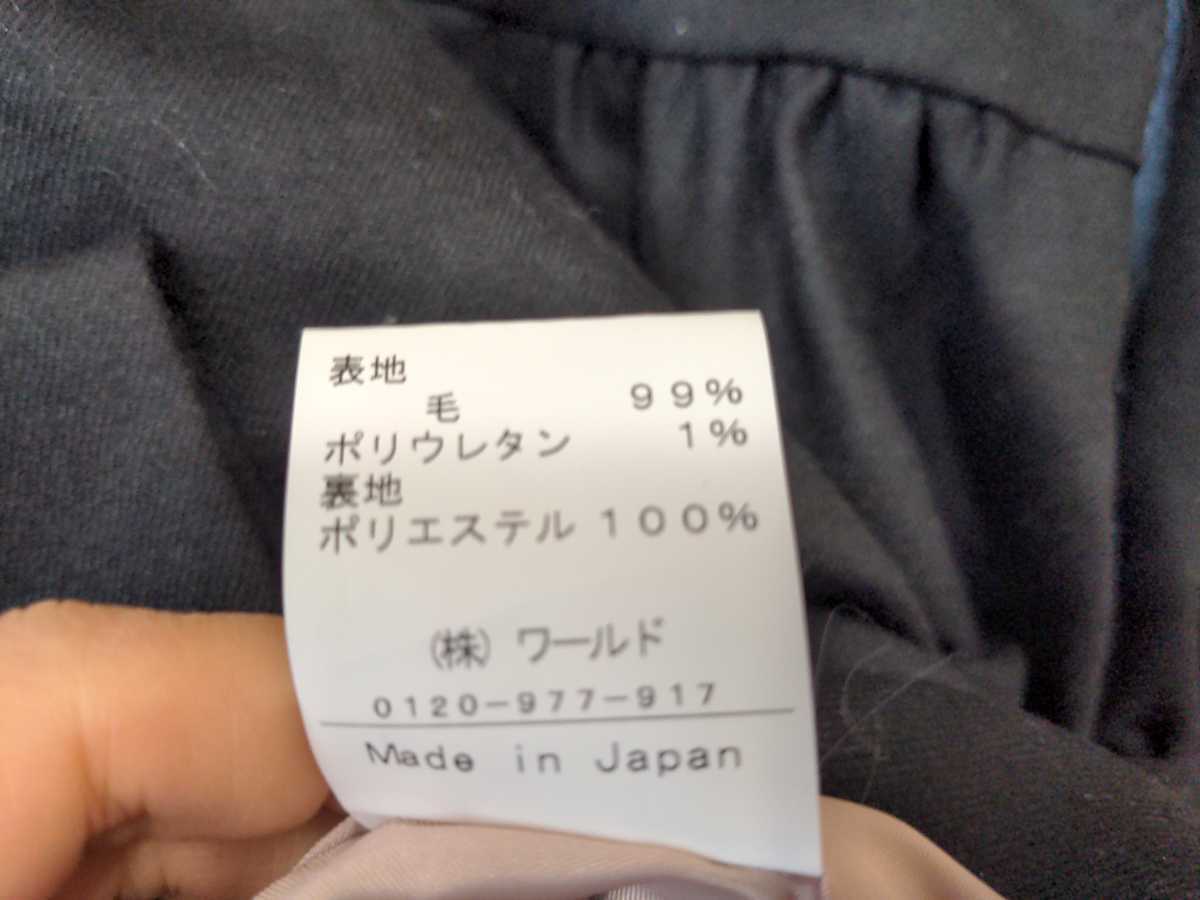 表地
毛 99%
ポリウレタン 1%
裏地
ポリエステル 100%
(株) ワールド
0120-977-917
Made in Japan